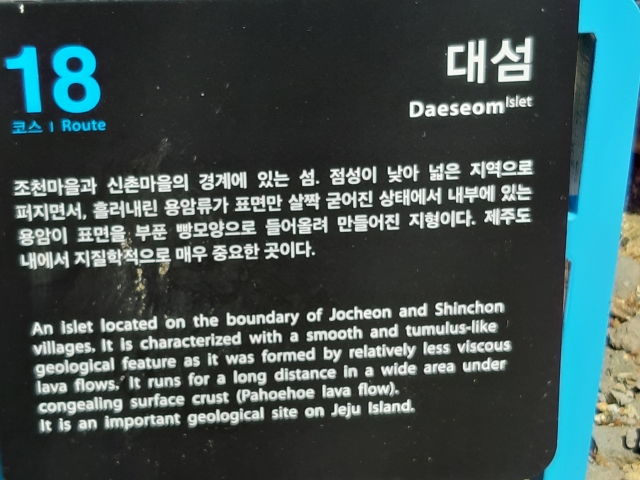 18
코스 | Route
대섬
Daeseom Islet
조천마을과 신촌마을의 경계에 있는 섬. 점성이 낮아 넓은 지역으로
퍼지면서, 흘러내린 용암류가 표면만 살짝 굳어진 상태에서 내부에 있는
용암이 표면을 부푼 빵모양으로 들어올려 만들어진 지형이다. 제주도
내에서 지질학적으로 매우 중요한 곳이다.
An islet located on the boundary of Jocheon and Shinchon
villages. It is characterized with a smooth and tumulus-like
geological feature as it was formed by relatively less viscous
lava flows. It runs for a long distance in a wide area under
congealing surface crust (Pahoehoe lava flow).
It is an important geological site on Jeju Island.